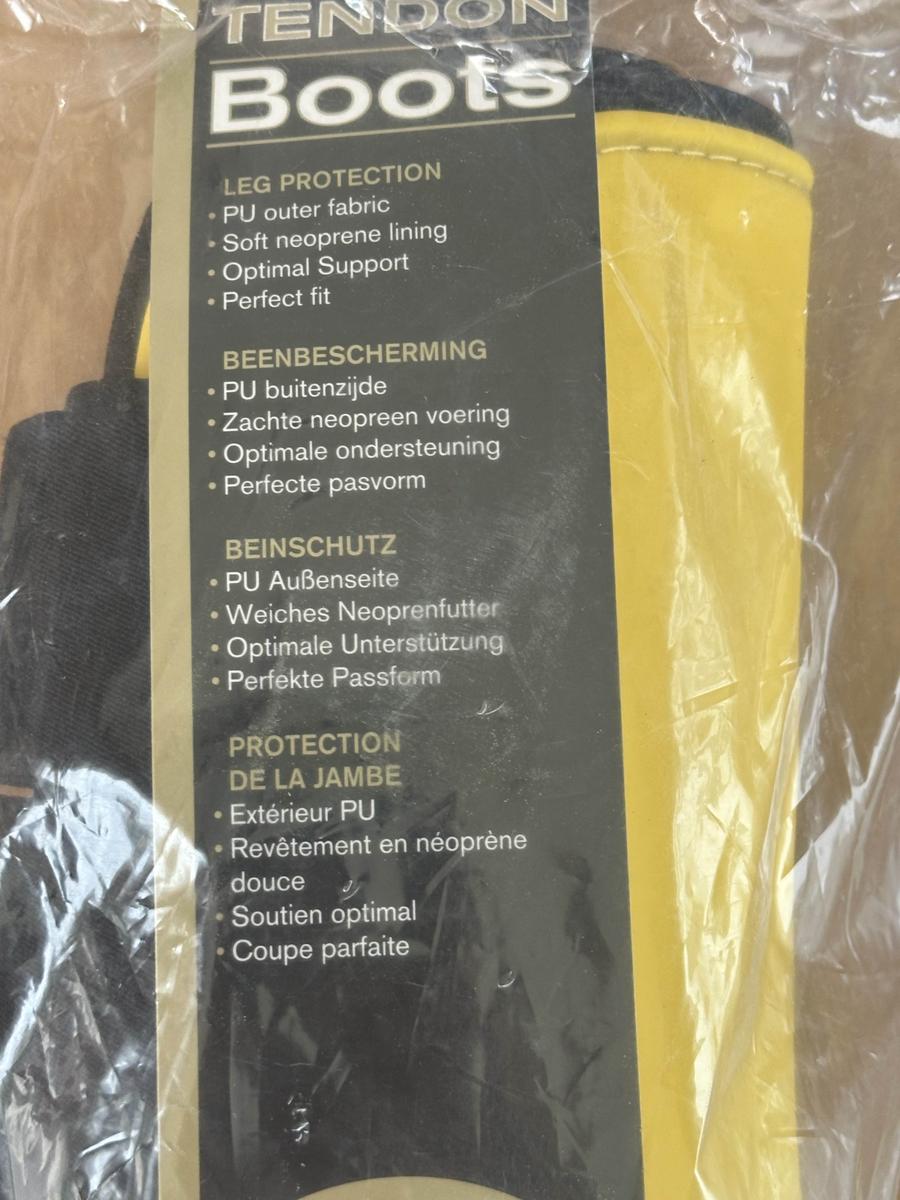 TENDON
Boots
LEG PROTECTION
• PU outer fabric
• Soft neoprene lining
• Optimal Support
• Perfect fit
BEENBESCHERMING
• PU buitenzijde
• Zachte neopreen voering
• Optimale ondersteuning
• Perfecte pasvorm
BEINSCHUTZ
• PU Außenseite
• Weiches Neoprenfutter
• Optimale Unterstützung
• Perfekte Passform
PROTECTION
DE LA JAMBE
• Extérieur PU
• Revêtement en néoprène
douce
• Soutien optimal
• Coupe parfaite